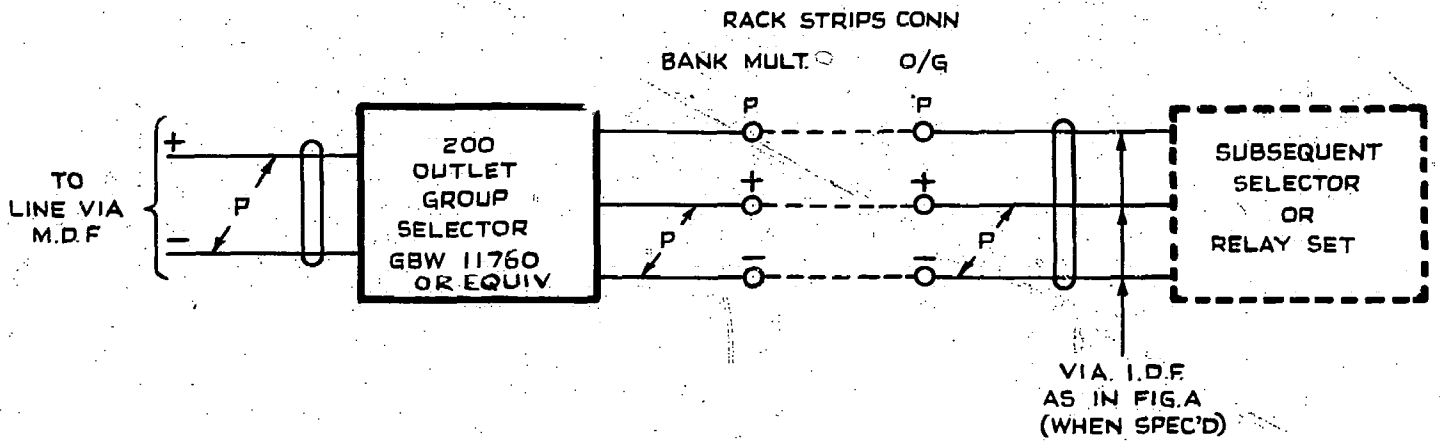 RACK STRIPS CONN
BANK MULT. O/G
P P
+ + +
− − −
TO
LINE VIA
M.D.F
P
200
OUTLET
GROUP
SELECTOR
GBW 11760
OR EQUIV
P
P
SUBSEQUENT
SELECTOR
OR
RELAY SET
VIA. I.D.F.
AS IN FIG.A
(WHEN SPEC'D)